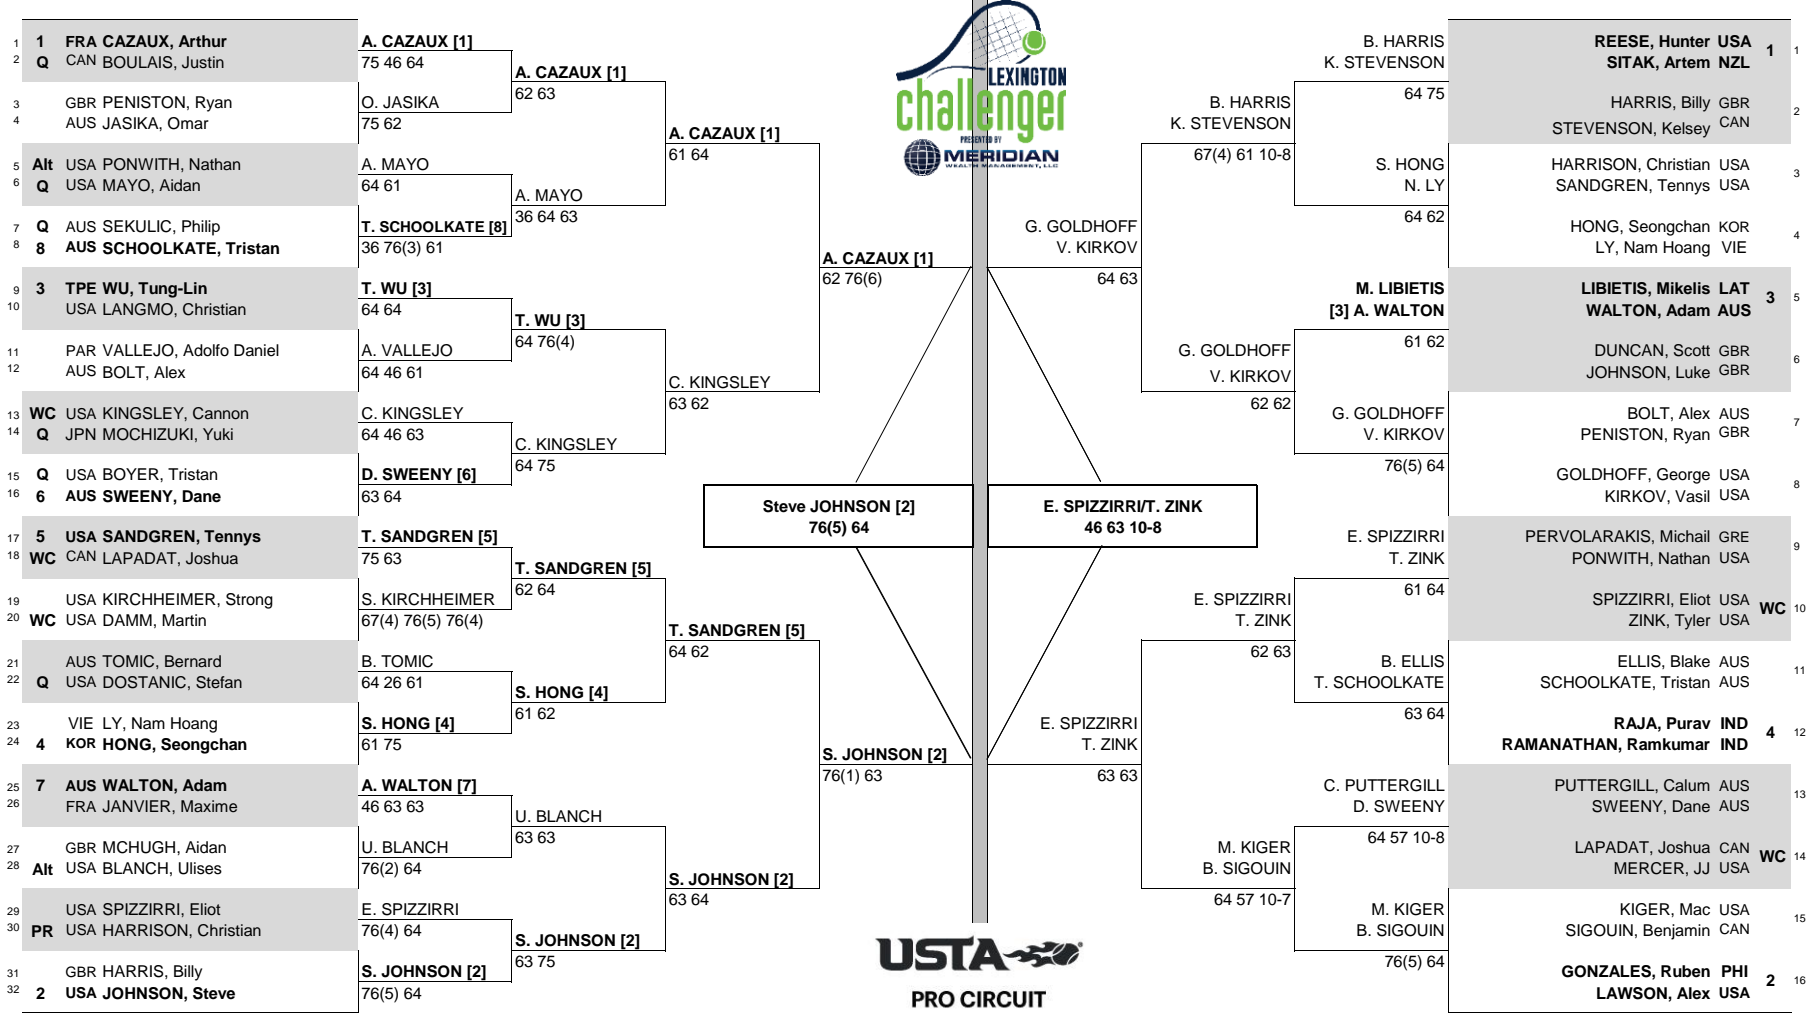 1 1 FRA CAZAUX, Arthur
2 Q CAN BOULAIS, Justin
3 GBR PENISTON, Ryan
4 AUS JASIKA, Omar
5 Alt USA PONWITH, Nathan
6 Q USA MAYO, Aidan
7 Q AUS SEKULIC, Philip
8 8 AUS SCHOOLKATE, Tristan
9 3 TPE WU, Tung-Lin
10 USA LANGMO, Christian
11 PAR VALLEJO, Adolfo Daniel
12 AUS BOLT, Alex
13 WC USA KINGSLEY, Cannon
14 Q JPN MOCHIZUKI, Yuki
15 Q USA BOYER, Tristan
16 6 AUS SWEENY, Dane
17 5 USA SANDGREN, Tennys
18 WC CAN LAPADAT, Joshua
19 USA KIRCHHEIMER, Strong
20 WC USA DAMM, Martin
21 AUS TOMIC, Bernard
22 Q USA DOSTANIC, Stefan
23 VIE LY, Nam Hoang
24 4 KOR HONG, Seongchan
25 7 AUS WALTON, Adam
26 FRA JANVIER, Maxime
27 GBR MCHUGH, Aidan
28 Alt USA BLANCH, Ulises
29 USA SPIZZIRRI, Eliot
30 PR USA HARRISON, Christian
31 GBR HARRIS, Billy
32 2 USA JOHNSON, Steve
A. CAZAUX [1]
75 46 64
O. JASIKA
75 62
A. MAYO
64 61
T. SCHOOLKATE [8]
36 76(3) 61
T. WU [3]
64 64
A. VALLEJO
64 46 61
C. KINGSLEY
64 46 63
D. SWEENY [6]
63 64
T. SANDGREN [5]
75 63
S. KIRCHHEIMER
67(4) 76(5) 76(4)
B. TOMIC
64 26 61
S. HONG [4]
61 75
A. WALTON [7]
46 63 63
U. BLANCH
76(2) 64
E. SPIZZIRRI
76(4) 64
S. JOHNSON [2]
76(5) 64
A. CAZAUX [1]
62 63
A. MAYO
36 64 63
T. WU [3]
64 76(4)
C. KINGSLEY
64 75
T. SANDGREN [5]
62 64
S. HONG [4]
61 62
U. BLANCH
63 63
S. JOHNSON [2]
63 75
A. CAZAUX [1]
61 64
C. KINGSLEY
63 62
T. SANDGREN [5]
64 62
S. JOHNSON [2]
63 64
A. CAZAUX [1]
62 76(6)
S. JOHNSON [2]
76(1) 63
Steve JOHNSON [2]
76(5) 64
LEXINGTON
challenger
PRESENTED BY
MERIDIAN
WEALTH MANAGEMENT, LLC
E. SPIZZIRRI/T. ZINK
46 63 10-8
USTA
PRO CIRCUIT
G. GOLDHOFF
V. KIRKOV
64 63
E. SPIZZIRRI
T. ZINK
63 63
B. HARRIS
K. STEVENSON
67(4) 61 10-8
G. GOLDHOFF
V. KIRKOV
62 62
E. SPIZZIRRI
T. ZINK
62 63
M. KIGER
B. SIGOUIN
64 57 10-7
B. HARRIS
K. STEVENSON
64 75
S. HONG
N. LY
64 62
M. LIBIETIS
[3] A. WALTON
61 62
G. GOLDHOFF
V. KIRKOV
76(5) 64
E. SPIZZIRRI
T. ZINK
61 64
B. ELLIS
T. SCHOOLKATE
63 64
C. PUTTERGILL
D. SWEENY
64 57 10-8
M. KIGER
B. SIGOUIN
76(5) 64
REESE, Hunter USA
1 1
SITAK, Artem NZL
HARRIS, Billy GBR
2
STEVENSON, Kelsey CAN
HARRISON, Christian USA
3
SANDGREN, Tennys USA
HONG, Seongchan KOR
4
LY, Nam Hoang VIE
LIBIETIS, Mikelis LAT
3 5
WALTON, Adam AUS
DUNCAN, Scott GBR
6
JOHNSON, Luke GBR
BOLT, Alex AUS
7
PENISTON, Ryan GBR
GOLDHOFF, George USA
8
KIRKOV, Vasil USA
PERVOLARAKIS, Michail GRE
9
PONWITH, Nathan USA
SPIZZIRRI, Eliot USA
WC 10
ZINK, Tyler USA
ELLIS, Blake AUS
11
SCHOOLKATE, Tristan AUS
RAJA, Purav IND
4 12
RAMANATHAN, Ramkumar IND
PUTTERGILL, Calum AUS
13
SWEENY, Dane AUS
LAPADAT, Joshua CAN
WC 14
MERCER, JJ USA
KIGER, Mac USA
15
SIGOUIN, Benjamin CAN
GONZALES, Ruben PHI
2 16
LAWSON, Alex USA